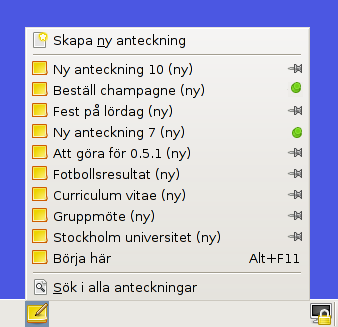 Skapa ny anteckning
Ny anteckning 10 (ny)
Beställ champagne (ny)
Fest på lördag (ny)
Ny anteckning 7 (ny)
Att göra för 0.5.1 (ny)
Fotbollsresultat (ny)
Curriculum vitae (ny)
Gruppmöte (ny)
Stockholm universitet (ny)
Börja här Alt+F11
Sök i alla anteckningar